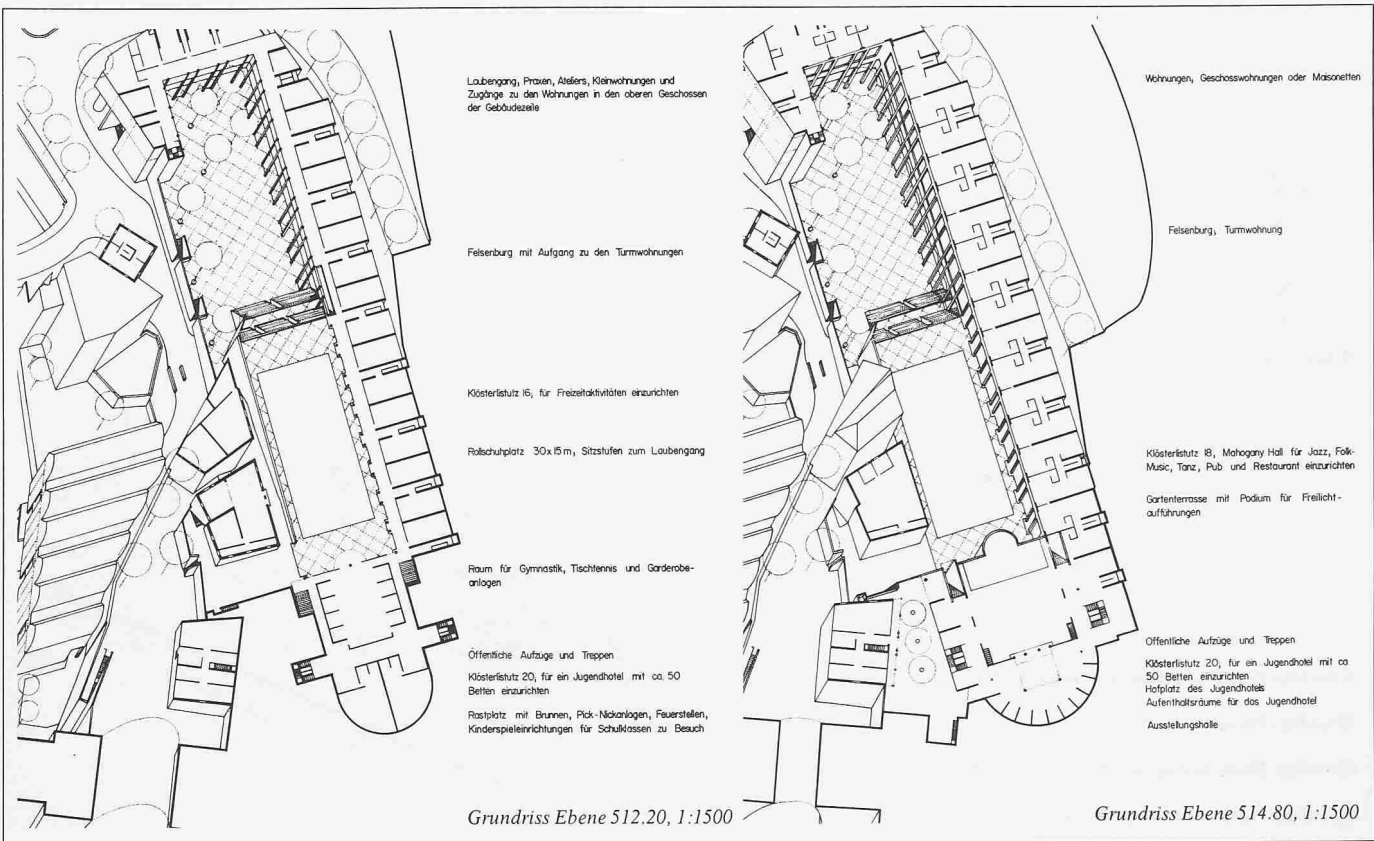 Laubengang, Praxen, Ateliers, Kleinwohnungen und
Zugänge zu den Wohnungen in den oberen Geschossen
der Gebäudezeile
Felsenburg mit Aufgang zu den Turmwohnungen
Klösterlistutz 16, für Freizeitaktivitäten einzurichten
Rollschuhplatz 30x15m, Sitzstufen zum Laubengang
Raum für Gymnastik, Tischtennis und Garderobe-
anlagen
Öffentliche Aufzüge und Treppen
Klösterlistutz 20, für ein Jugendhotel mit ca. 50
Betten einzurichten
Rastplatz mit Brunnen, Pick-Nickanlagen, Feuerstellen,
Kinderspieleinrichtungen für Schulklassen zu Besuch
Grundriss Ebene 512.20, 1:1500
Wohnungen, Geschosswohnungen oder Maisonetten
Felsenburg, Turmwohnung
Klösterlistutz 18, Mahogany Hall für Jazz, Folk-
Music, Tanz, Pub und Restaurant einzurichten
Gartenterrasse mit Podium für Freilicht-
aufführungen
Öffentliche Aufzüge und Treppen
Klösterlistutz 20, für ein Jugendhotel mit ca
50 Betten einzurichten
Hofplatz des Jugendhotels
Aufenthaltsräume für das Jugendhotel
Ausstellungshalle
Grundriss Ebene 514.80, 1:1500